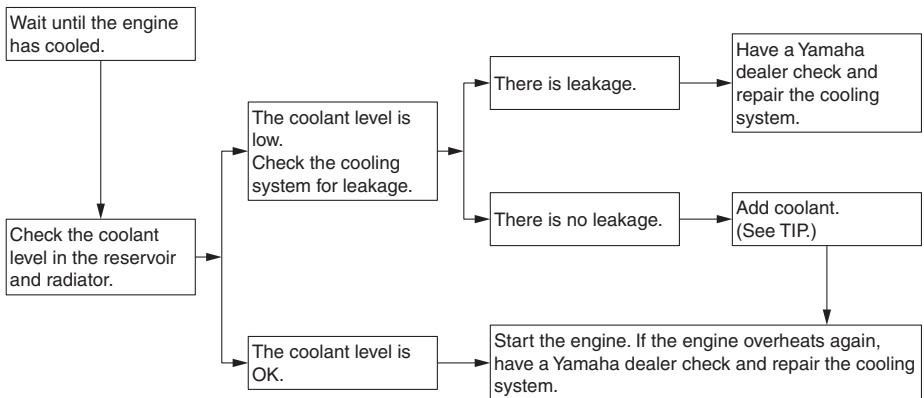 Wait until the engine
has cooled.
Check the coolant
level in the reservoir
and radiator.
The coolant level is
low.
Check the cooling
system for leakage.
There is leakage.
Have a Yamaha
dealer check and
repair the cooling
system.
There is no leakage.
Add coolant.
(See TIP.)
The coolant level is
OK.
Start the engine. If the engine overheats again,
have a Yamaha dealer check and repair the cooling
system.